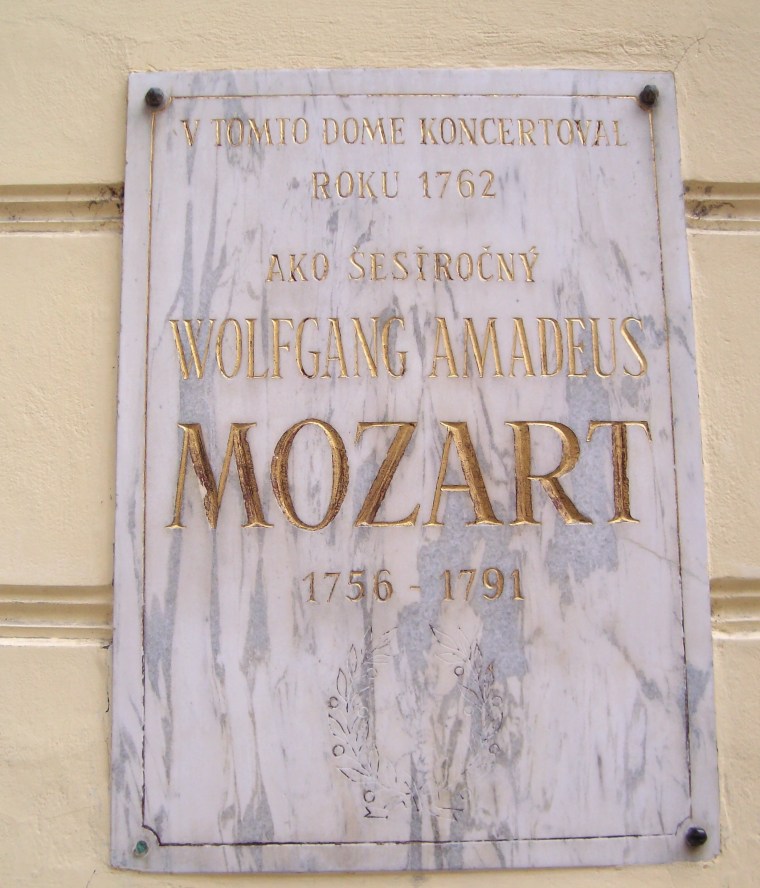 V TOMTO DOME KONCERTOVAL
ROKU 1762
AKO ŠESŤROČNÝ
WOLFGANG AMADEUS
MOZART
1756 - 1791